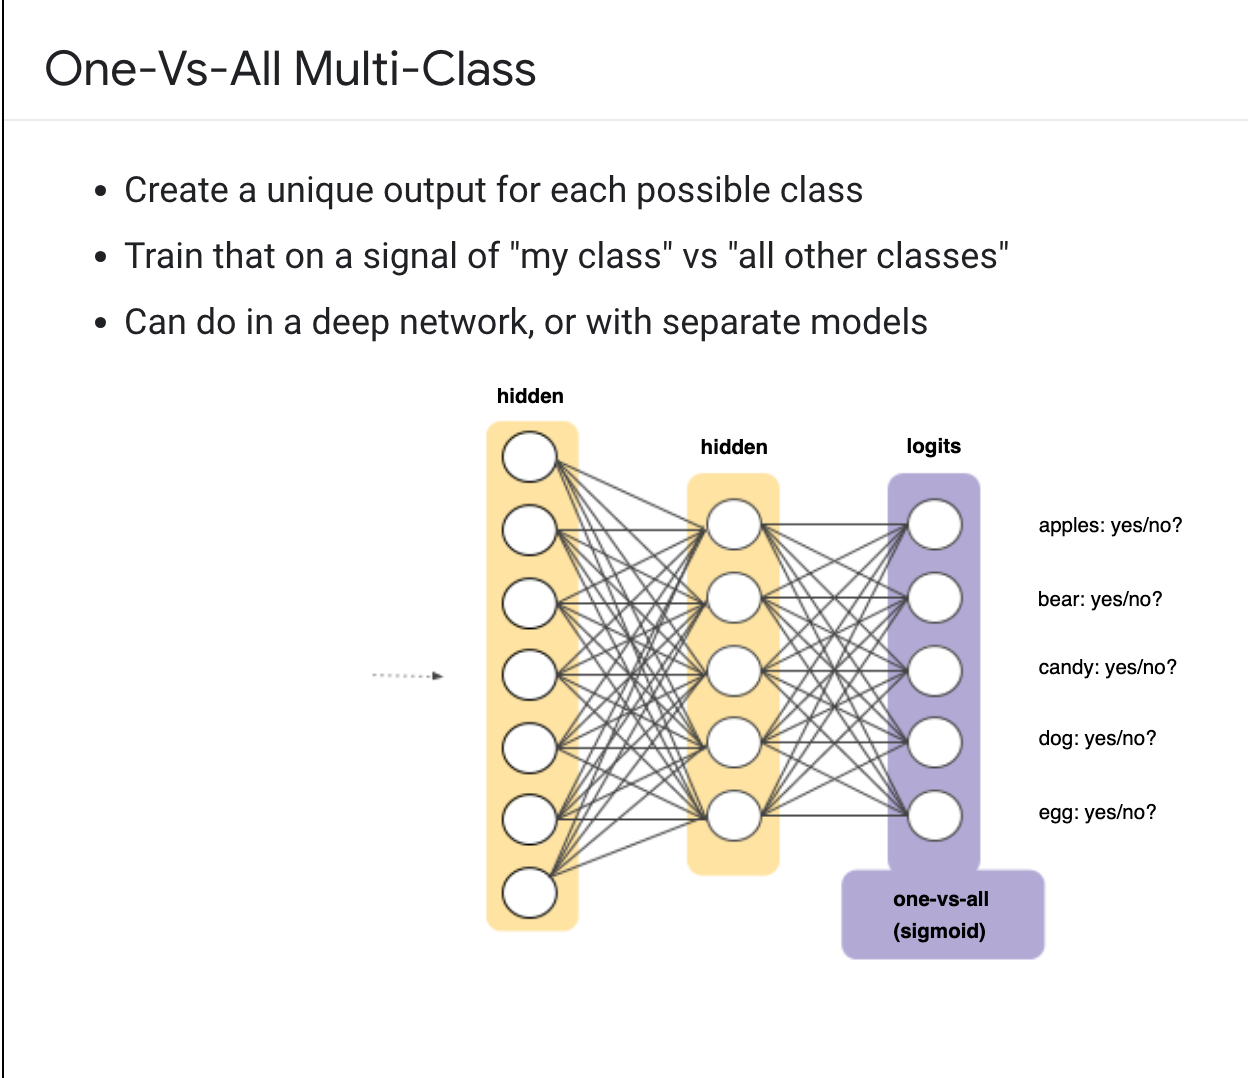 One-Vs-All Multi-Class
• Create a unique output for each possible class
• Train that on a signal of "my class" vs "all other classes"
• Can do in a deep network, or with separate models
hidden
hidden
logits
apples: yes/no?
bear: yes/no?
candy: yes/no?
dog: yes/no?
egg: yes/no?
one-vs-all
(sigmoid)